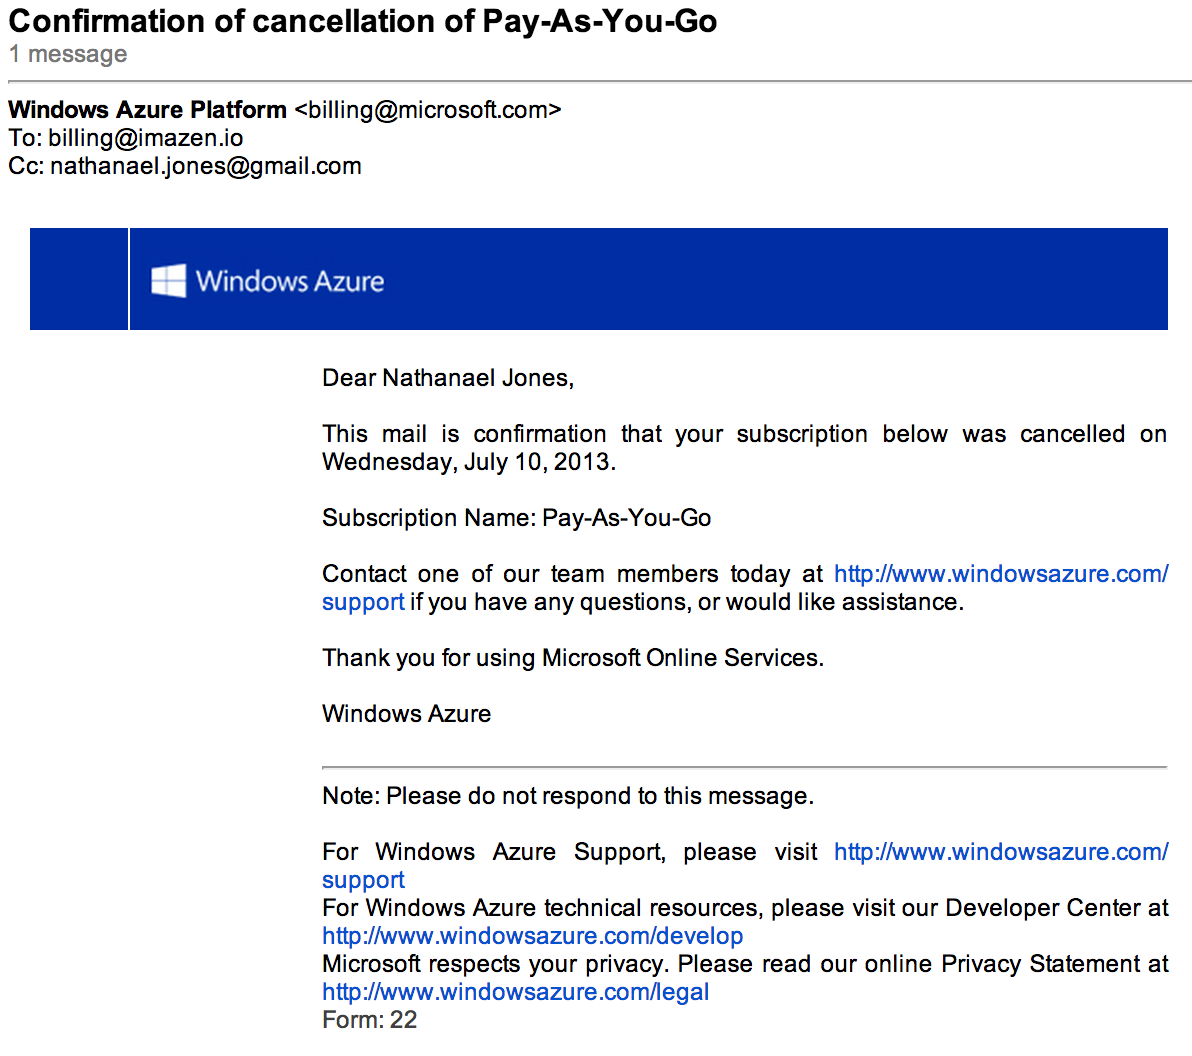 Confirmation of cancellation of Pay-As-You-Go
1 message
Windows Azure Platform <billing@microsoft.com>
To: billing@imazen.io
Cc: nathanael.jones@gmail.com
Windows Azure
Dear Nathanael Jones,
This mail is confirmation that your subscription below was cancelled on
Wednesday, July 10, 2013.
Subscription Name: Pay-As-You-Go
Contact one of our team members today at http://www.windowsazure.com/
support if you have any questions, or would like assistance.
Thank you for using Microsoft Online Services.
Windows Azure
Note: Please do not respond to this message.
For Windows Azure Support, please visit http://www.windowsazure.com/
support
For Windows Azure technical resources, please visit our Developer Center at
http://www.windowsazure.com/develop
Microsoft respects your privacy. Please read our online Privacy Statement at
http://www.windowsazure.com/legal
Form: 22